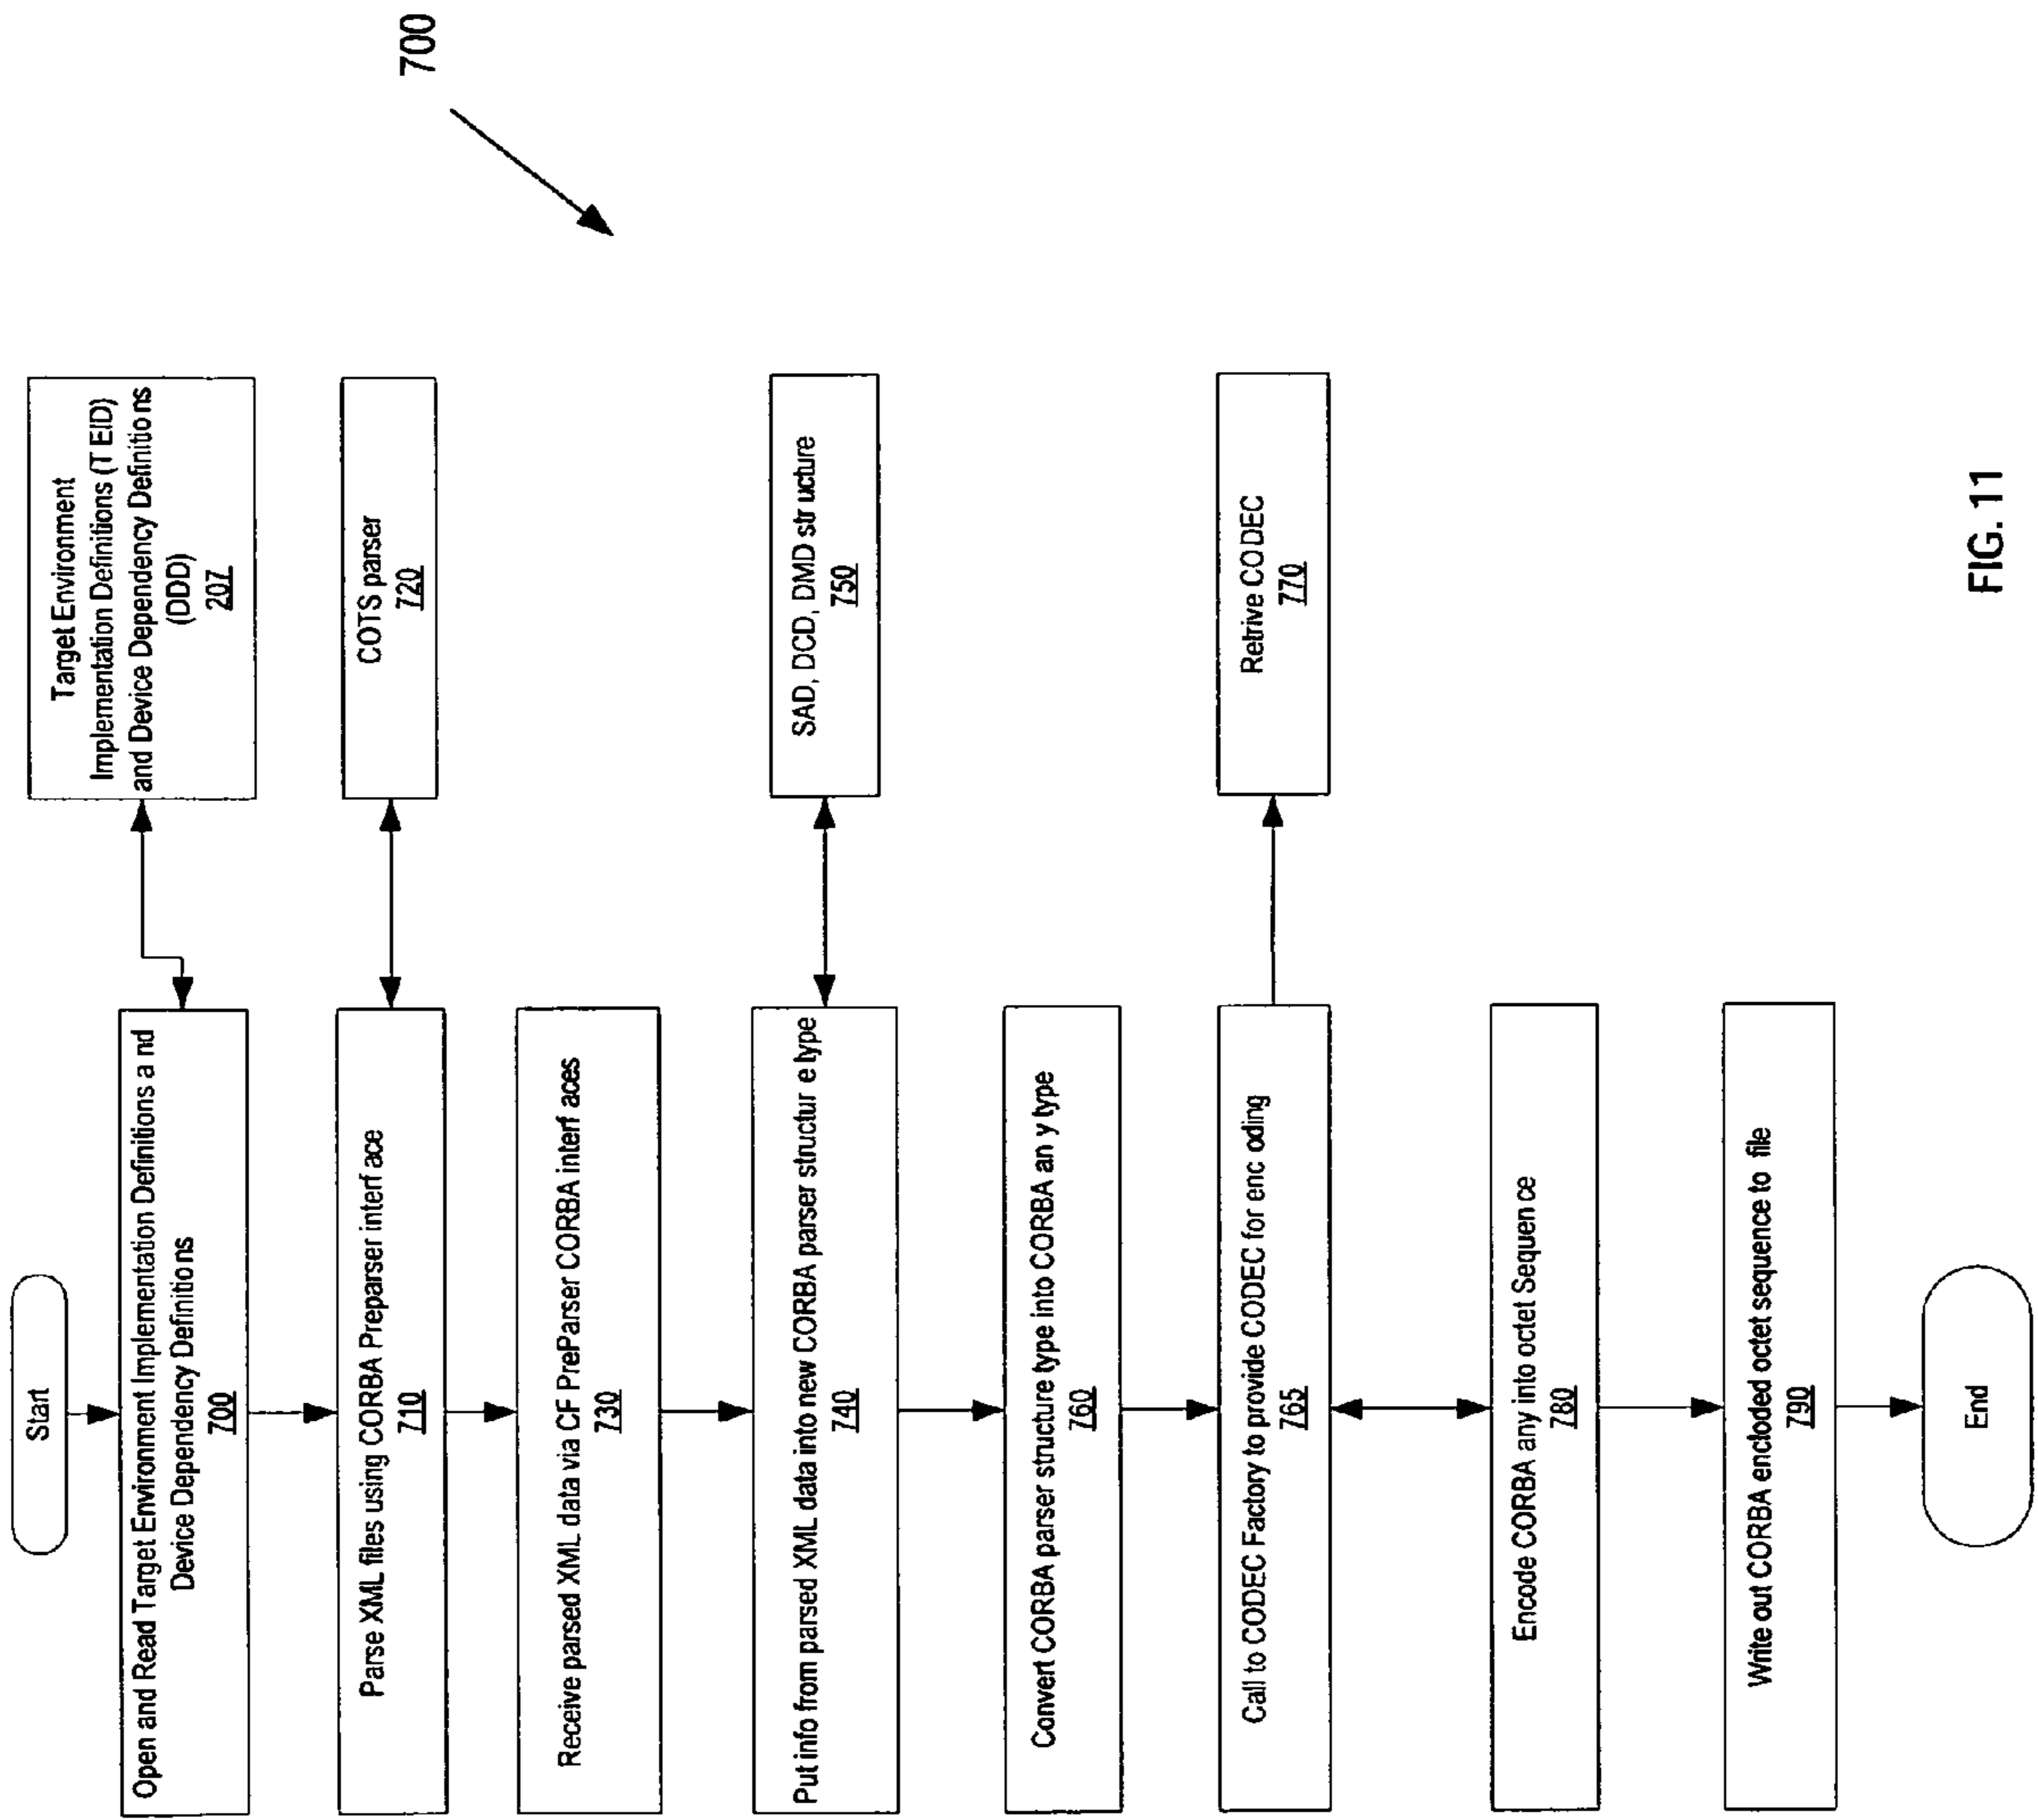 700
Start
Open and Read Target Environment Implementation Definitions a nd
Device Dependency Definitions
700
Target Environment
Implementation Definitions (T EID)
and Device Dependency Definitions
(DDD)
207
Parse XML files using CORBA Preparser interf ace
710
COTS parser
720
Receive parsed XML data via CF PreParser CORBA interf aces
730
Put info from parsed XML data into new CORBA parser structur e type
740
SAD, DCD, DMD str ucture
750
Convert CORBA parser structure type into CORBA an y type
760
Call to CODEC Factory to provide CODEC for enc oding
765
Retrive CODEC
770
Encode CORBA any into octet Sequen ce
780
Write out CORBA encloded octet sequence to file
790
End
FIG. 11